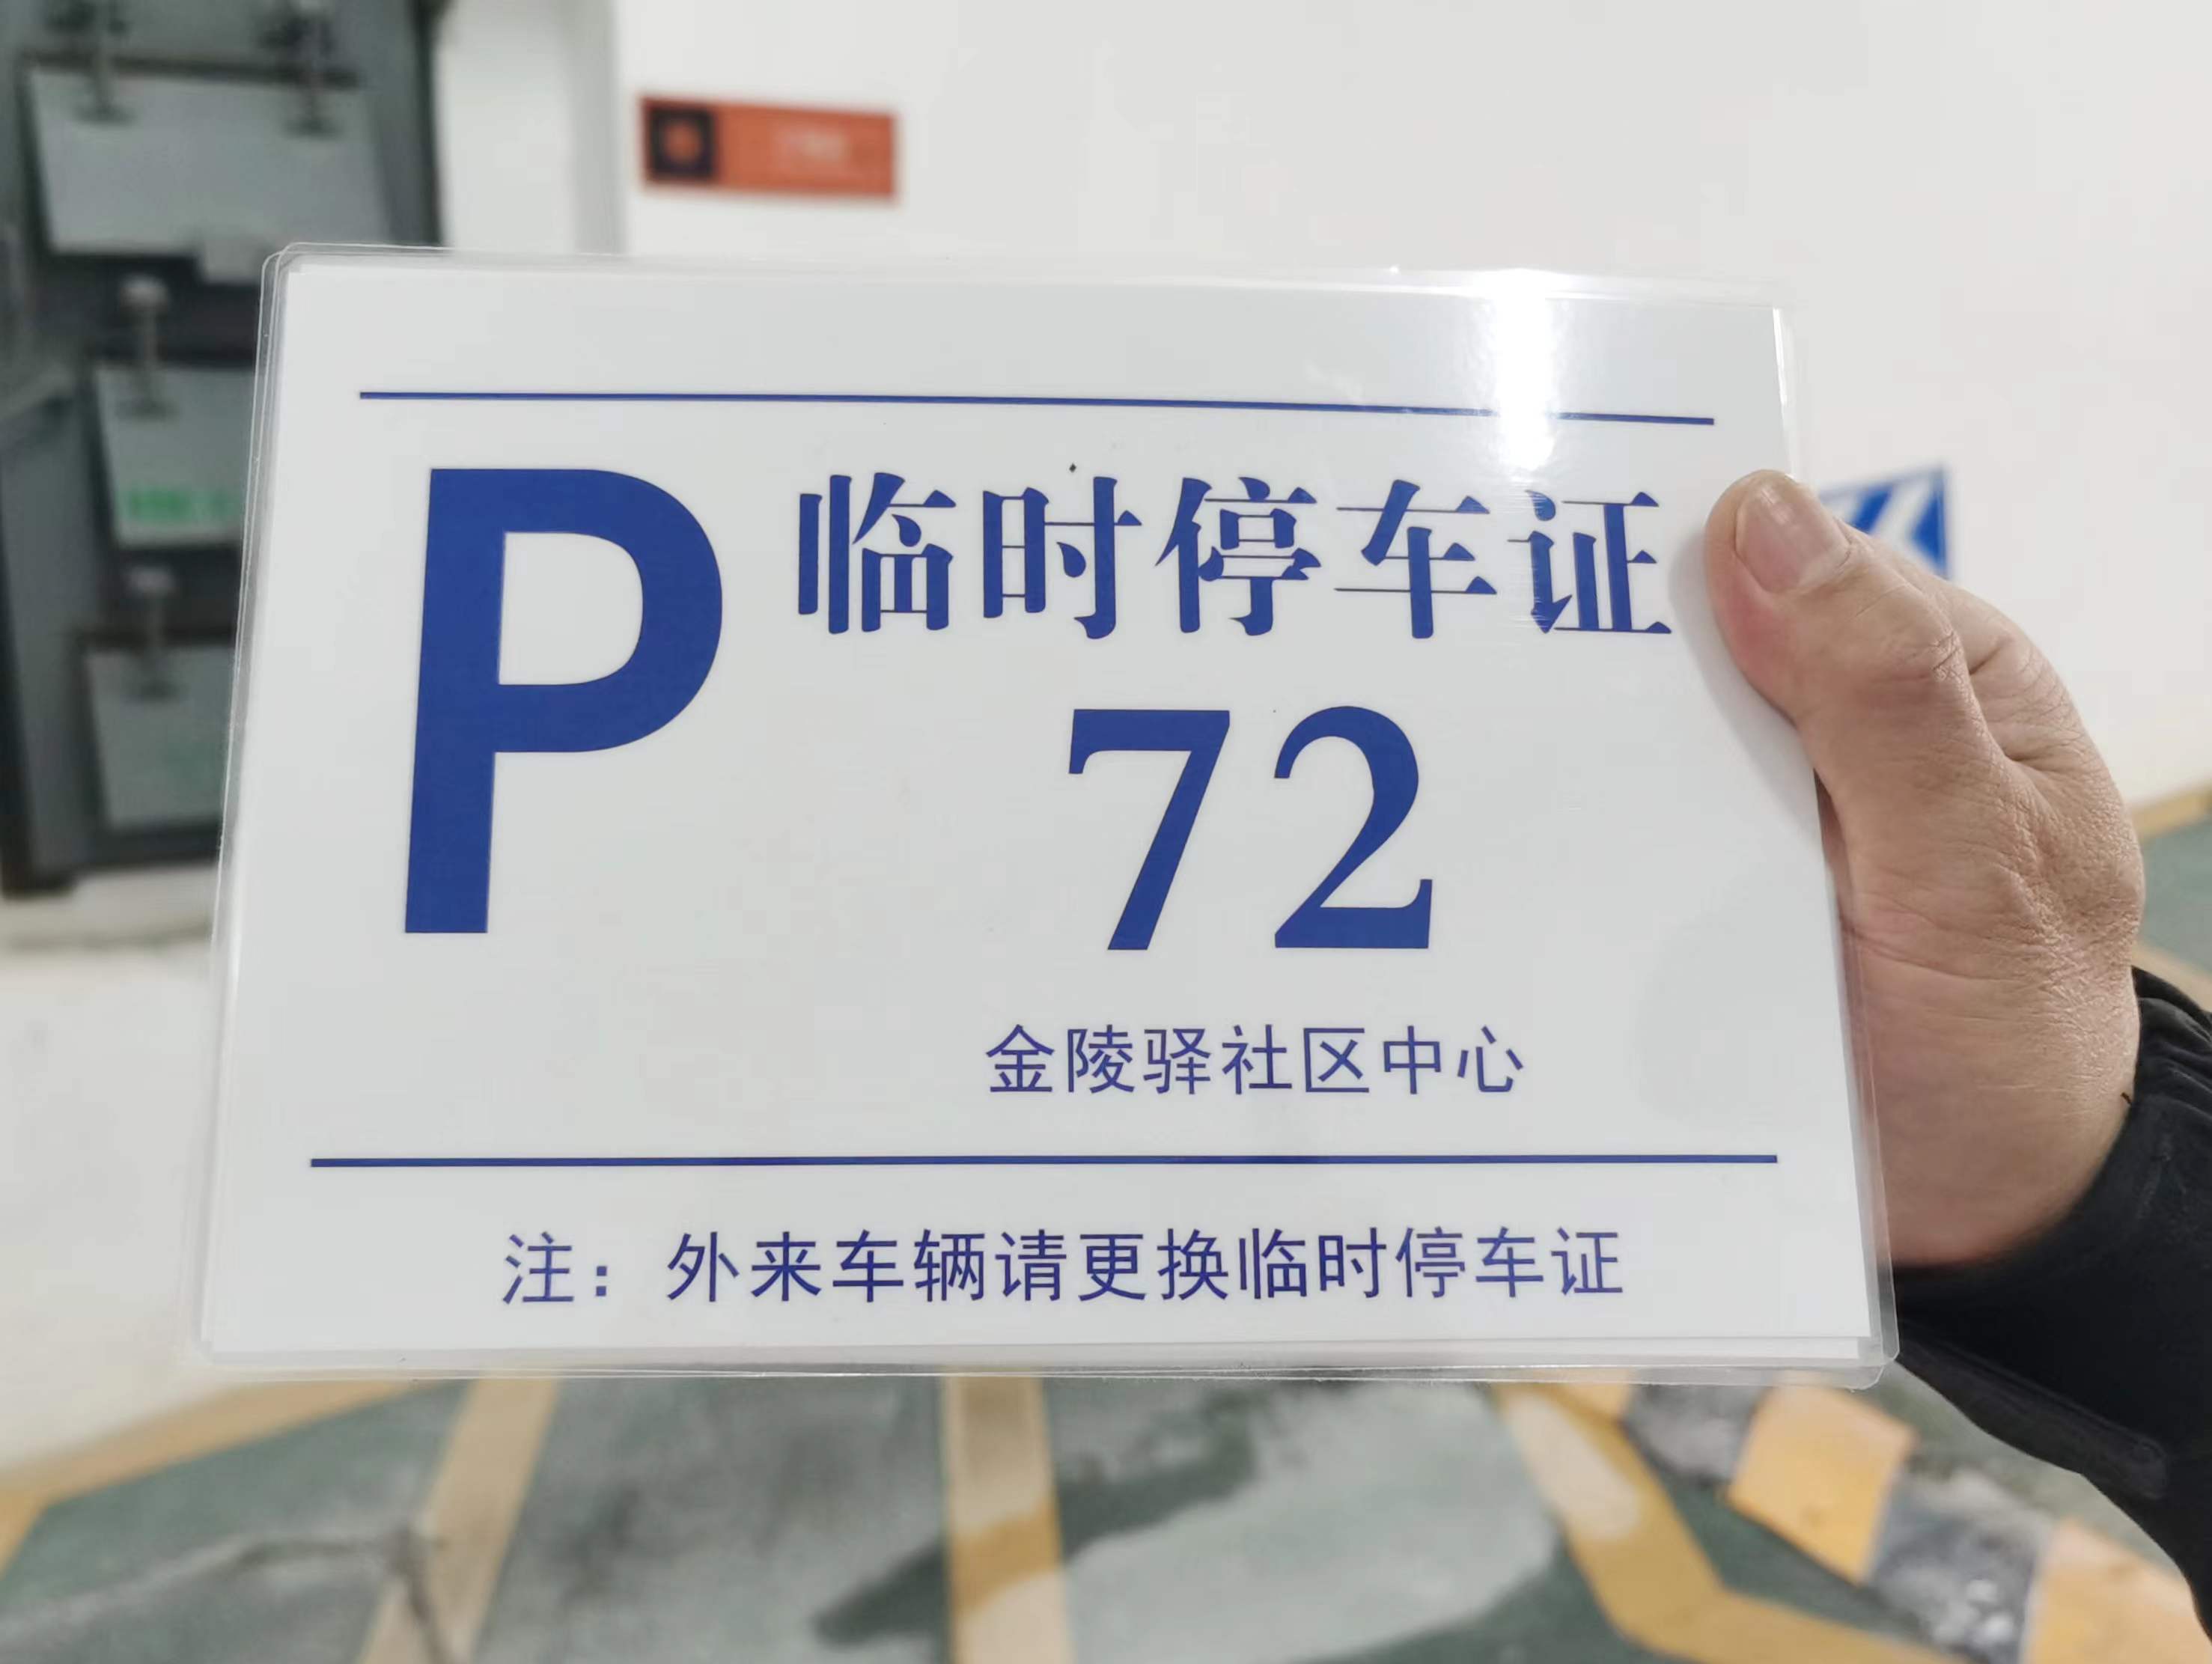 P 临时停车证
72
金陵驿社区中心
注：外来车辆请更换临时停车证